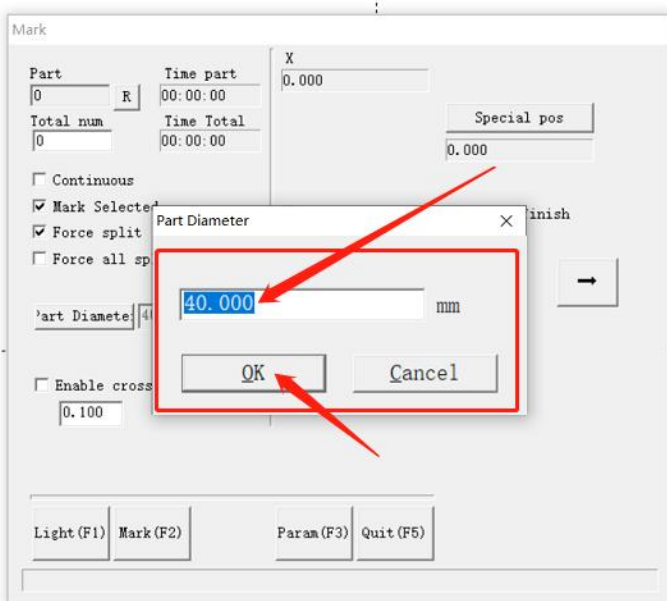 Mark
Part Time part
0 R 00:00:00
Total num Time Total
0 00:00:00
Continuous
Mark Selected
Force split
Force all sp
X
0.000
Special pos
0.000
inish
→
Part Diameter
40.000 mm
OK Cancel
art Diamete 4
Enable cross
0.100
Light(F1) Mark(F2) Param(F3) Quit(F5)